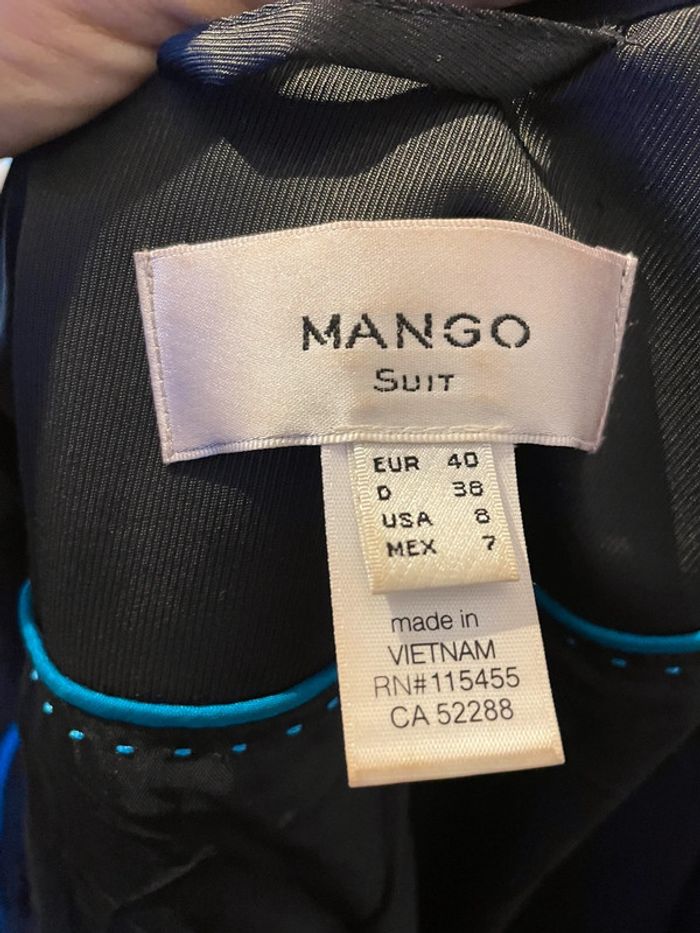 MANGO
SUIT
EUR 40
D 38
USA 8
MEX 7
made in
VIETNAM
RN#115455
CA 52288